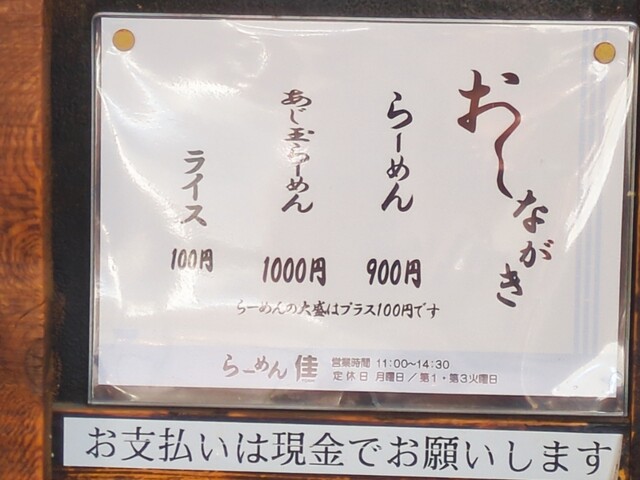 おしながき
らーめん
900円
あじ玉らーめん
1000円
ライス
100円
らーめんの大盛はプラス100円です
らーめん 佳
営業時間 11:00~14:30
定休日 月曜日/第1・第3火曜日
お支払いは現金でお願いします